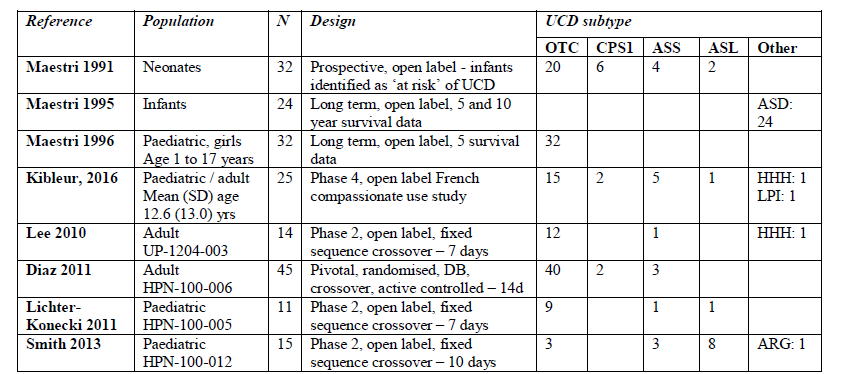 Reference Population N Design UCD subtype
OTC CPS1 ASS ASL Other
Maestri 1991 Neonates 32 Prospective, open label - infants 20 6 4 2
identified as ‘at risk’ of UCD
Maestri 1995 Infants 24 Long term, open label, 5 and 10 ASD:
year survival data 24
Maestri 1996 Paediatric, girls 32 Long term, open label, 5 survival 32
Age 1 to 17 years data
Kibleur, 2016 Paediatric / adult 25 Phase 4, open label French 15 2 5 1 HHH: 1
Mean (SD) age compassionate use study LPI: 1
12.6 (13.0) yrs
Lee 2010 Adult 14 Phase 2, open label, fixed 12 1 HHH: 1
UP-1204-003 sequence crossover – 7 days
Diaz 2011 Adult 45 Pivotal, randomised, DB, 40 2 3
HPN-100-006 crossover, active controlled – 14d
Lichter- Paediatric 11 Phase 2, open label, fixed 9 1 1
Konecki 2011 HPN-100-005 sequence crossover – 7 days
Smith 2013 Paediatric 15 Phase 2, open label, fixed 3 3 8 ARG: 1
HPN-100-012 sequence crossover – 10 days